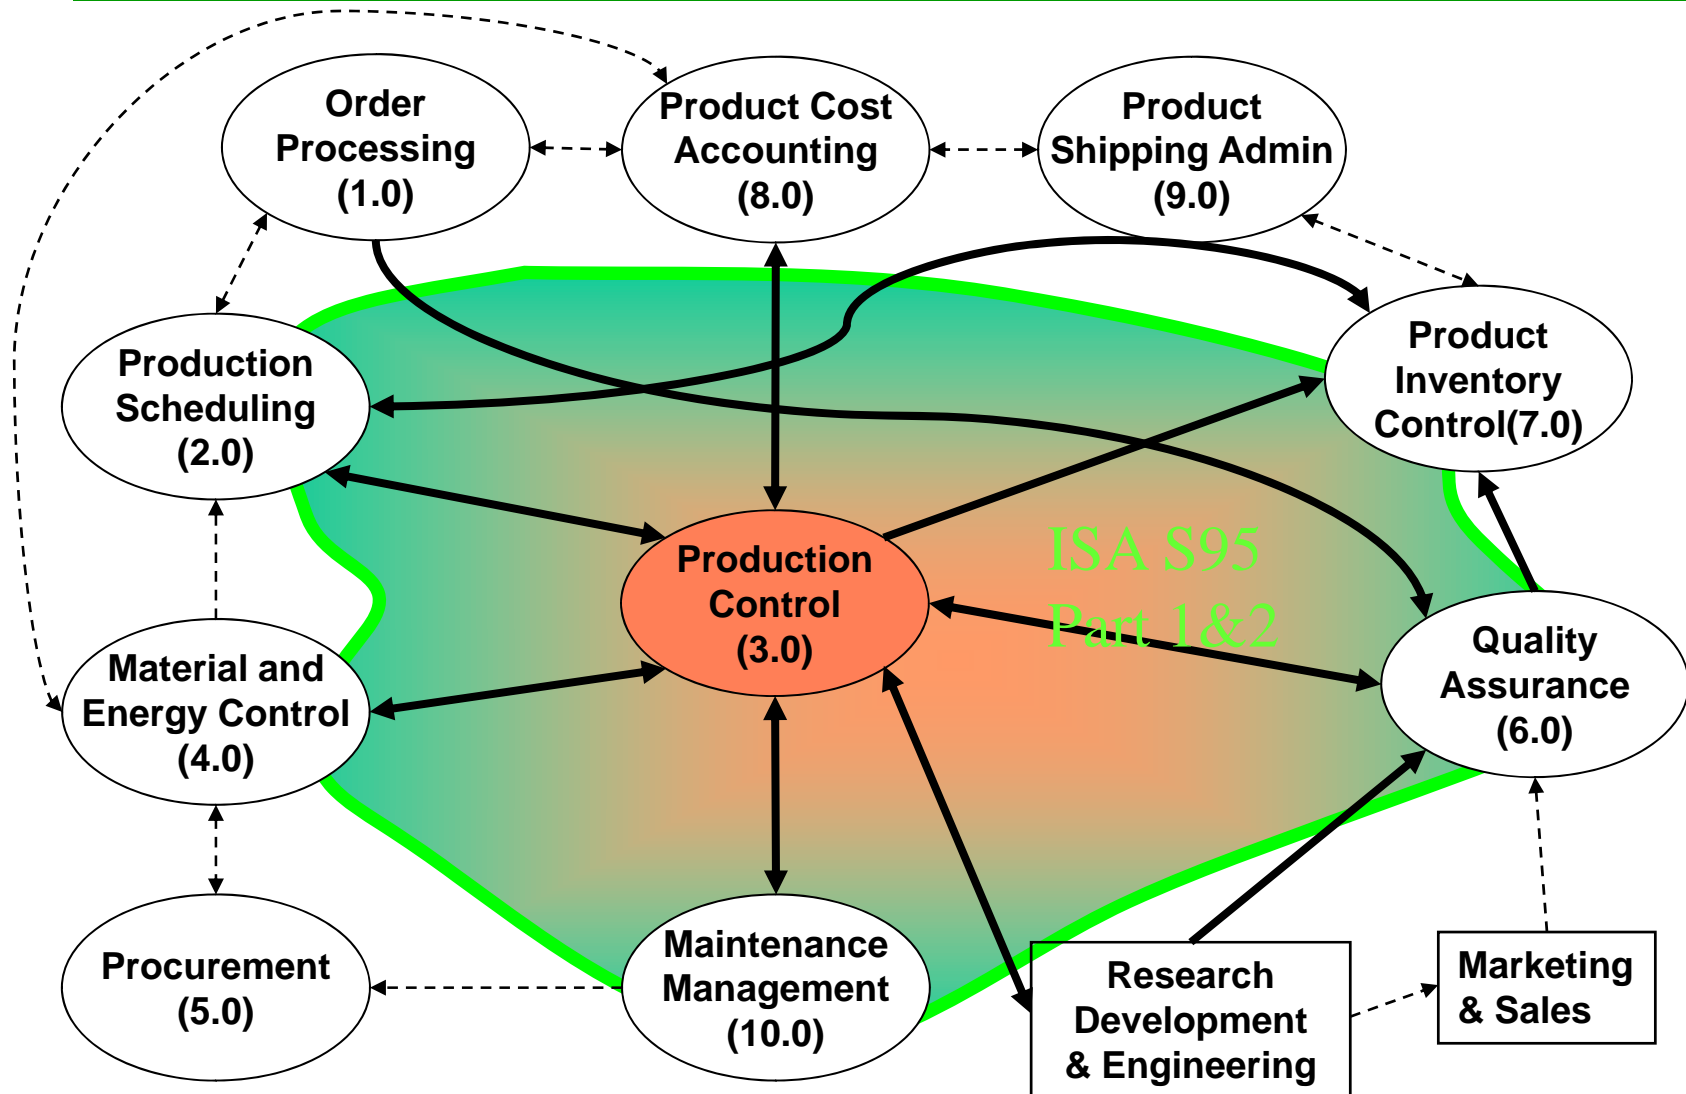 Order
Processing
(1.0)
Product Cost
Accounting
(8.0)
Product
Shipping Admin
(9.0)
Production
Scheduling
(2.0)
Product
Inventory
Control(7.0)
Production
Control
(3.0)
ISA S95
Part 1&2
Material and
Energy Control
(4.0)
Quality
Assurance
(6.0)
Procurement
(5.0)
Maintenance
Management
(10.0)
Research
Development
& Engineering
Marketing
& Sales